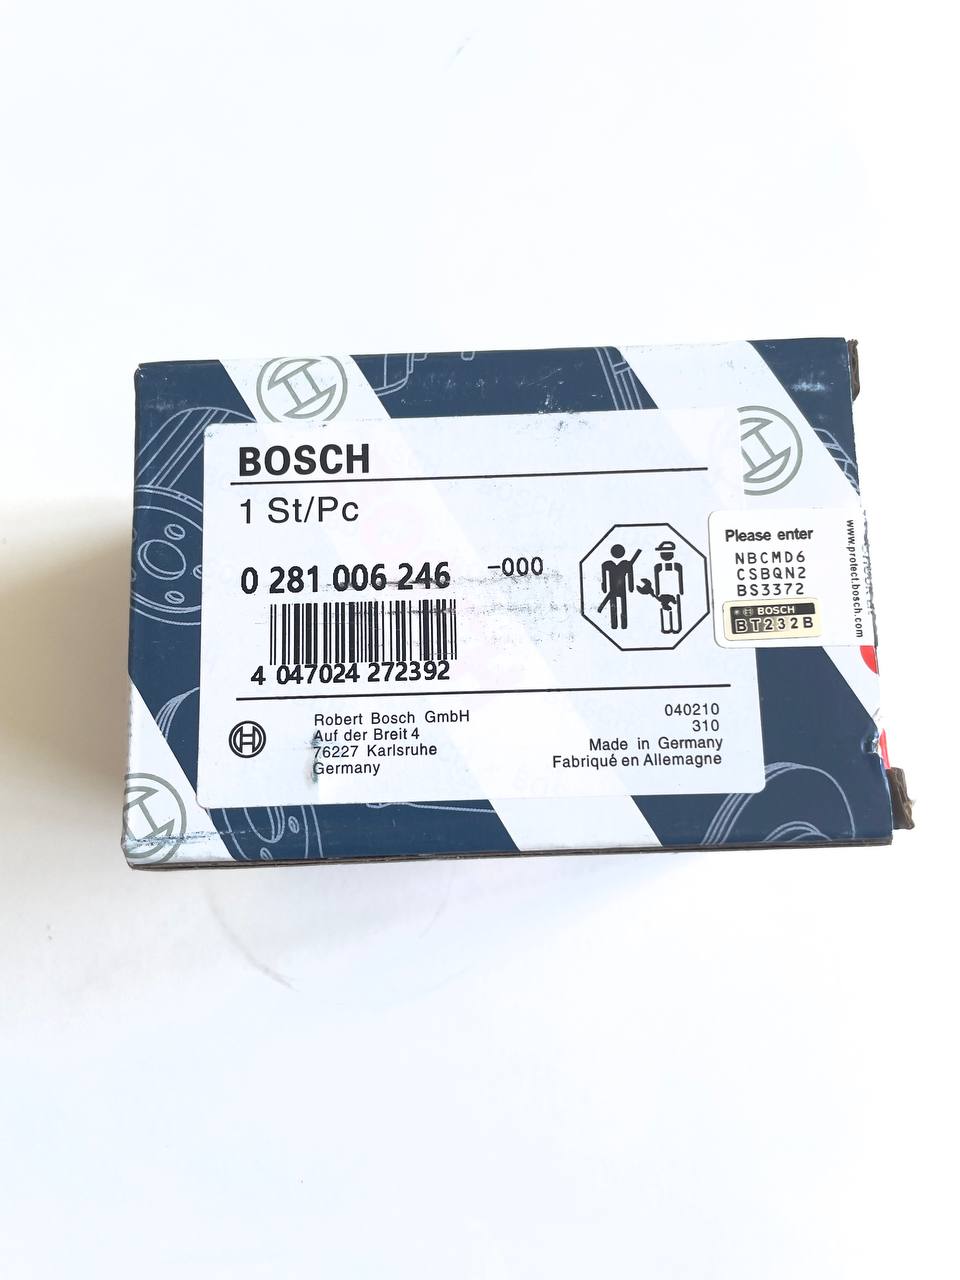 BOSCH
1 St/Pc
0 281 006 246 -000
4 047024 272392
Robert Bosch GmbH
Auf der Breit 4
76227 Karlsruhe
Germany
040210
310
Made in Germany
Fabriqué en Allemagne
Please enter
NBCMD6
CSBQN2
BS3372
BOSCH
BT232B
www.protect.bosch.com